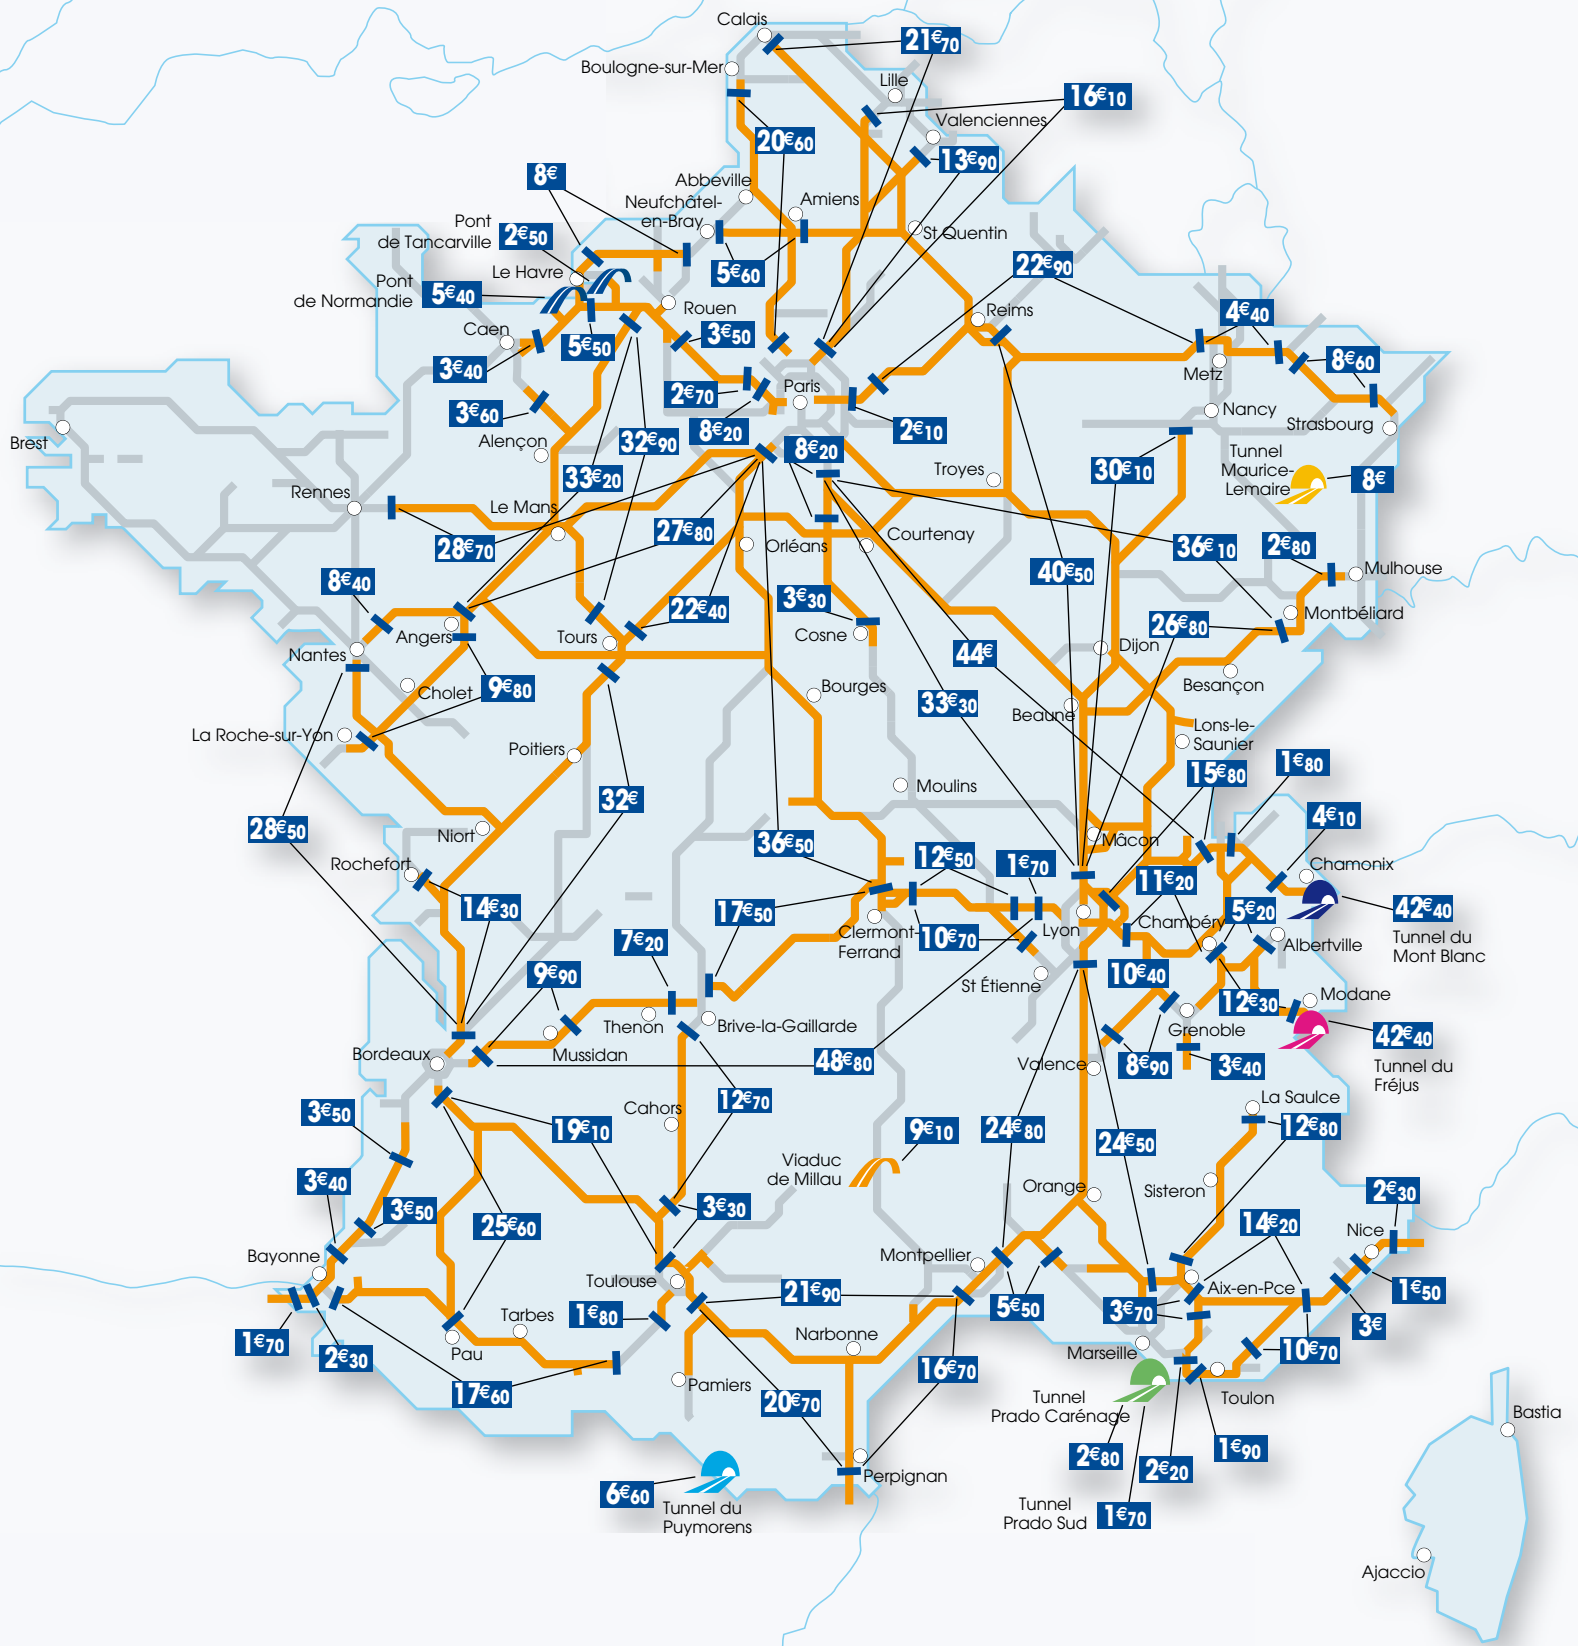 Calais
21€70
Boulogne-sur-Mer
Lille
16€10
Valenciennes
20€60
13€90
8€
Abbeville
Neufchâtel-
en-Bray
Amiens
Pont
de Tancarville
2€50
St Quentin
Le Havre
5€60
22€90
Pont
de Normandie
5€40
Rouen
Reims
4€40
Caen
5€50
3€50
3€40
8€60
Metz
2€70
Paris
3€60
Nancy
Strasbourg
8€20
2€10
Alençon
32€90
8€20
Brest
Tunnel
Maurice-
Lemaire
8€
33€20
Troyes
30€10
Rennes
Le Mans
27€80
28€70
Orléans
Courtenay
36€10
2€80
Mulhouse
8€40
40€50
3€30
22€40
Montbéliard
Angers
Tours
Cosne
26€80
Nantes
44€
Dijon
Cholet
9€80
Bourges
Besançon
33€30
Beaune
La Roche-sur-Yon
Lons-le-
Saunier
Poitiers
1€80
15€80
Moulins
32€
4€10
28€50
Niort
36€50
Mâcon
Rochefort
12€50
1€70
Chamonix
11€20
14€30
17€50
5€20
42€40
Tunnel du
Mont Blanc
Clermont-
Ferrand
10€70
Lyon
Chambéry
Albertville
7€20
9€90
10€40
St Étienne
12€30
Modane
Thenon
Brive-la-Gaillarde
Grenoble
42€40
Tunnel du
Fréjus
Bordeaux
Mussidan
48€80
Valence
8€90
3€40
12€70
La Saulce
3€50
Cahors
19€10
9€10
24€80
12€80
24€50
Viaduc
de Millau
3€40
Orange
Sisteron
2€30
3€50
3€30
25€60
14€20
Nice
Bayonne
Montpellier
Toulouse
21€90
Aix-en-Pce
1€50
1€80
5€50
3€70
Tarbes
3€
1€70
Narbonne
2€30
Pau
Marseille
10€70
16€70
17€60
Pamiers
20€70
Tunnel
Prado Carénage
Toulon
Bastia
2€80
1€90
2€20
Perpignan
6€60
Tunnel du
Puymorens
Tunnel
Prado Sud
1€70
Ajaccio